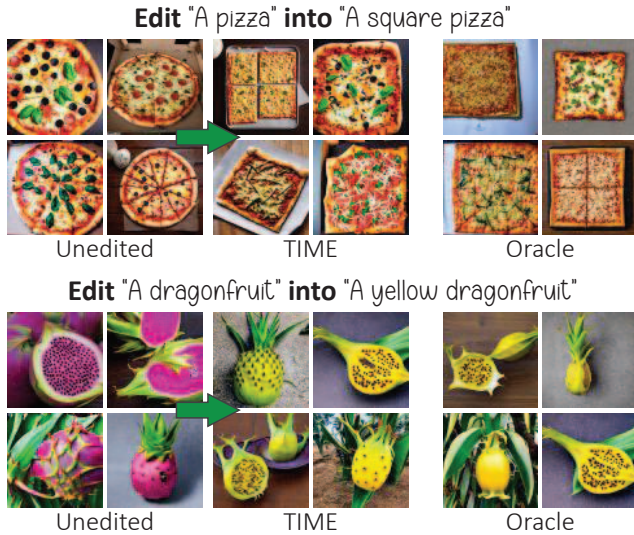 Edit "A pizza" into "A square pizza"
Unedited TIME Oracle
Edit "A dragonfruit" into "A yellow dragonfruit"
Unedited TIME Oracle